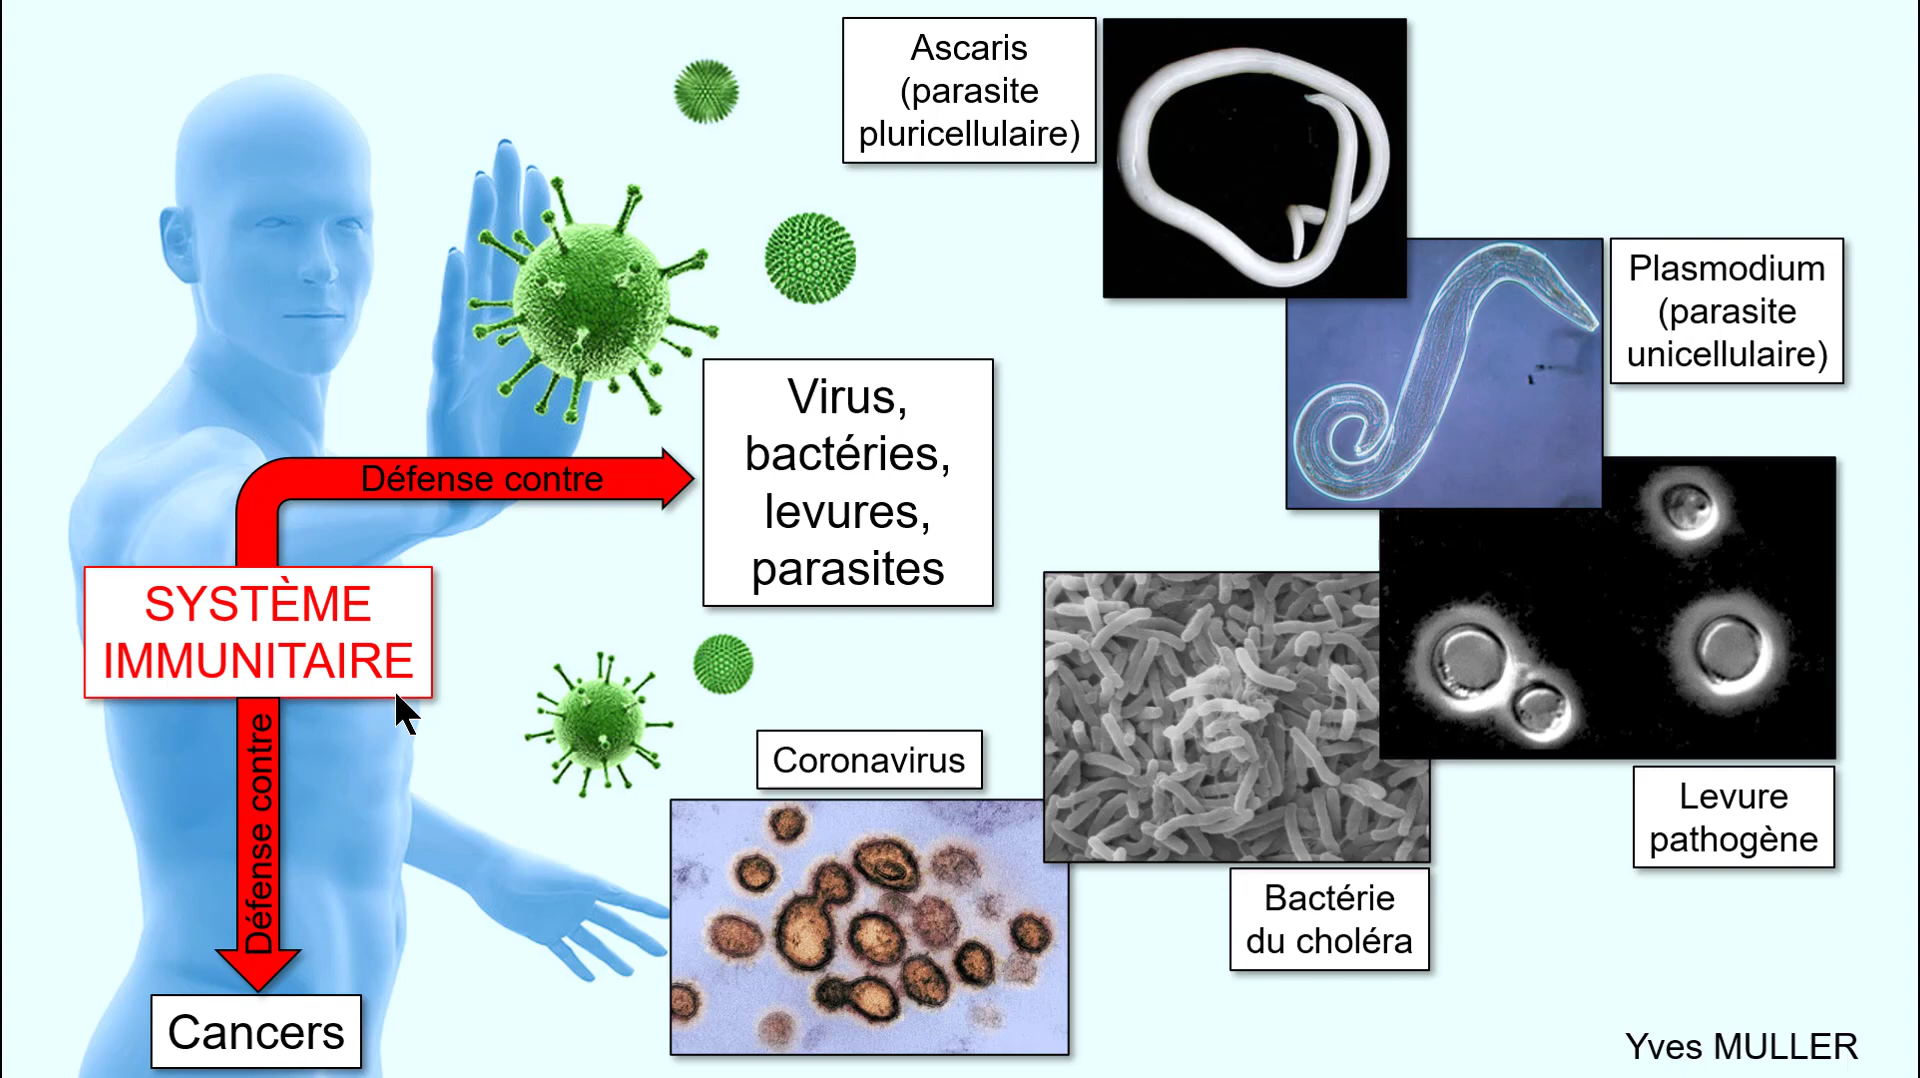 Ascaris
(parasite
pluricellulaire)
Plasmodium
(parasite
unicellulaire)
Virus,
bactéries,
levures,
parasites
Défense contre
SYSTÈME
IMMUNITAIRE
Défense contre
Cancers
Coronavirus
Levure
pathogène
Bactérie
du choléra
Yves MULLER